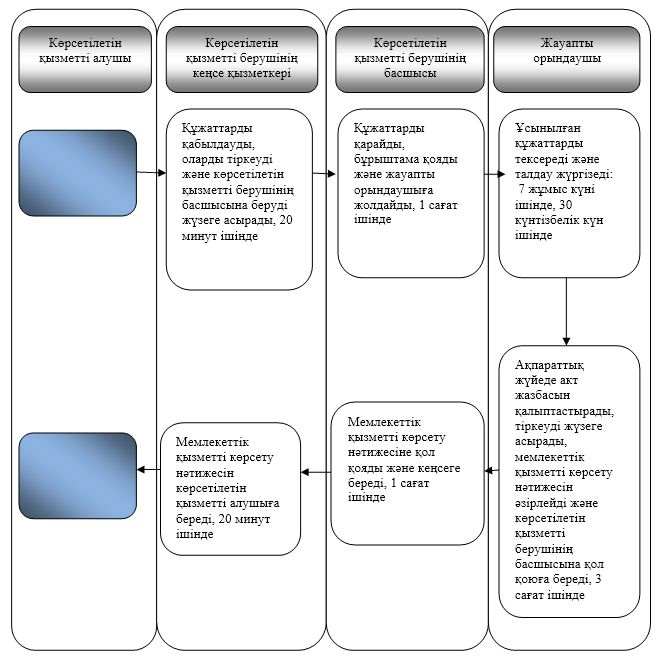 Көрсетілетін
қызметті алушы
Көрсетілетін
қызметті берушінің
кеңсе қызметкері
Көрсетілетін
қызметті берушінің
басшысы
Жауапты
орындаушы
Құжаттарды
қабылдауды,
оларды тіркеуді
және көрсетілетін
қызметті берушінің
басшысына беруді
жүзеге асырады, 20
минут ішінде
Құжаттарды
қарайды,
бұрыштама қояды
және жауапты
орындаушыға
жолдайды, 1 сағат
ішінде
Ұсынылған
құжаттарды
тексереді және
талдау жүргізеді:
7 жұмыс күні
ішінде, 30
күнтізбелік күн
ішінде
Ақпараттық
жүйеде акт
жазбасын
қалыптастырады,
тіркеуді жүзеге
асырады,
мемлекеттік
қызметті көрсету
нәтижесін
әзірлейді және
көрсетілетін
қызметті
берушінің
басшысына қол
қоюға береді, 3
сағат ішінде
Мемлекеттік
қызметті көрсету
нәтижесіне қол
қояды және кеңсеге
береді, 1 сағат
ішінде
Мемлекеттік
қызметті көрсету
нәтижесін
көрсетілетін
қызметті алушыға
береді, 20 минут
ішінде